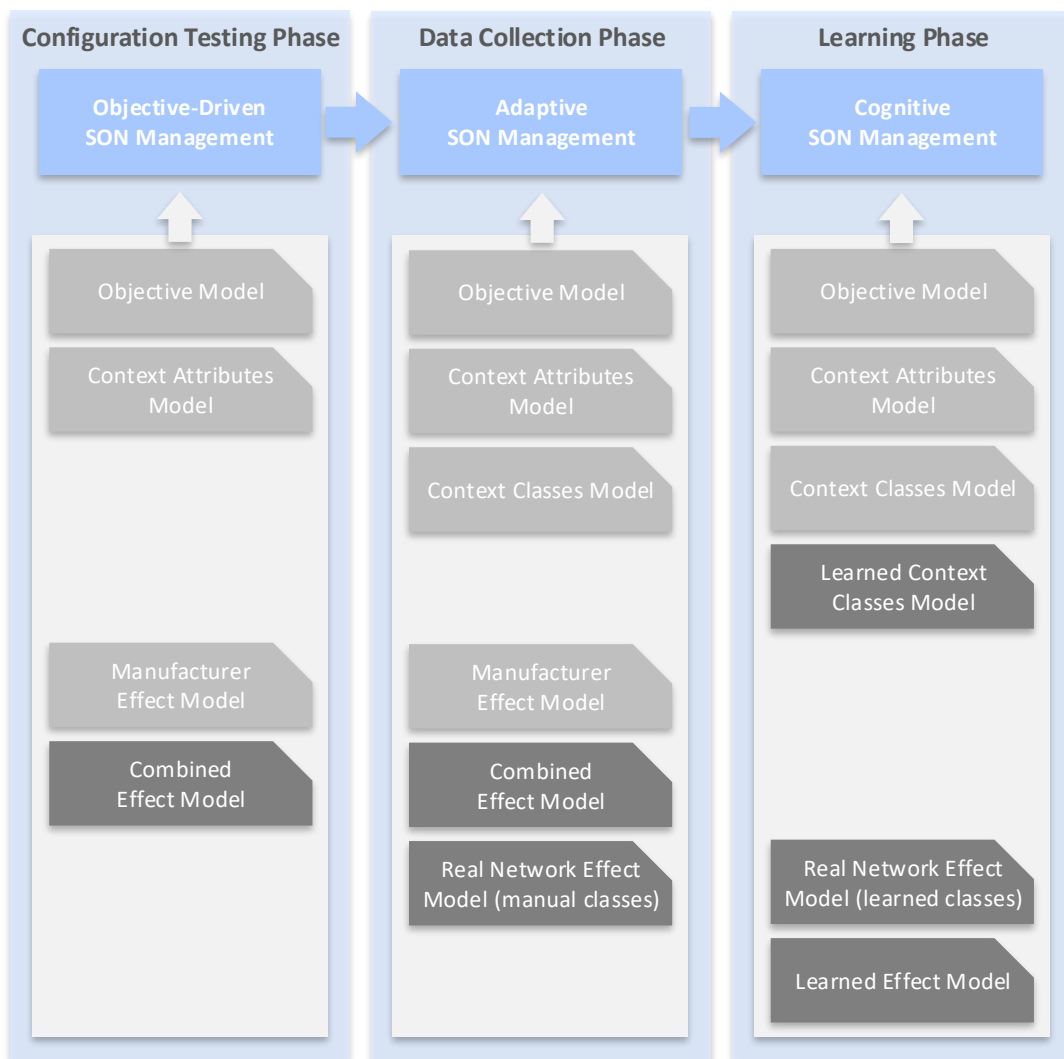 Configuration Testing Phase
Objective-Driven
SON Management
Objective Model
Context Attributes
Model
Manufacturer
Effect Model
Combined
Effect Model
Data Collection Phase
Adaptive
SON Management
Objective Model
Context Attributes
Model
Context Classes Model
Manufacturer
Effect Model
Combined
Effect Model
Real Network Effect
Model (manual classes)
Learning Phase
Cognitive
SON Management
Objective Model
Context Attributes
Model
Context Classes Model
Learned Context
Classes Model
Real Network Effect
Model (learned classes)
Learned Effect Model